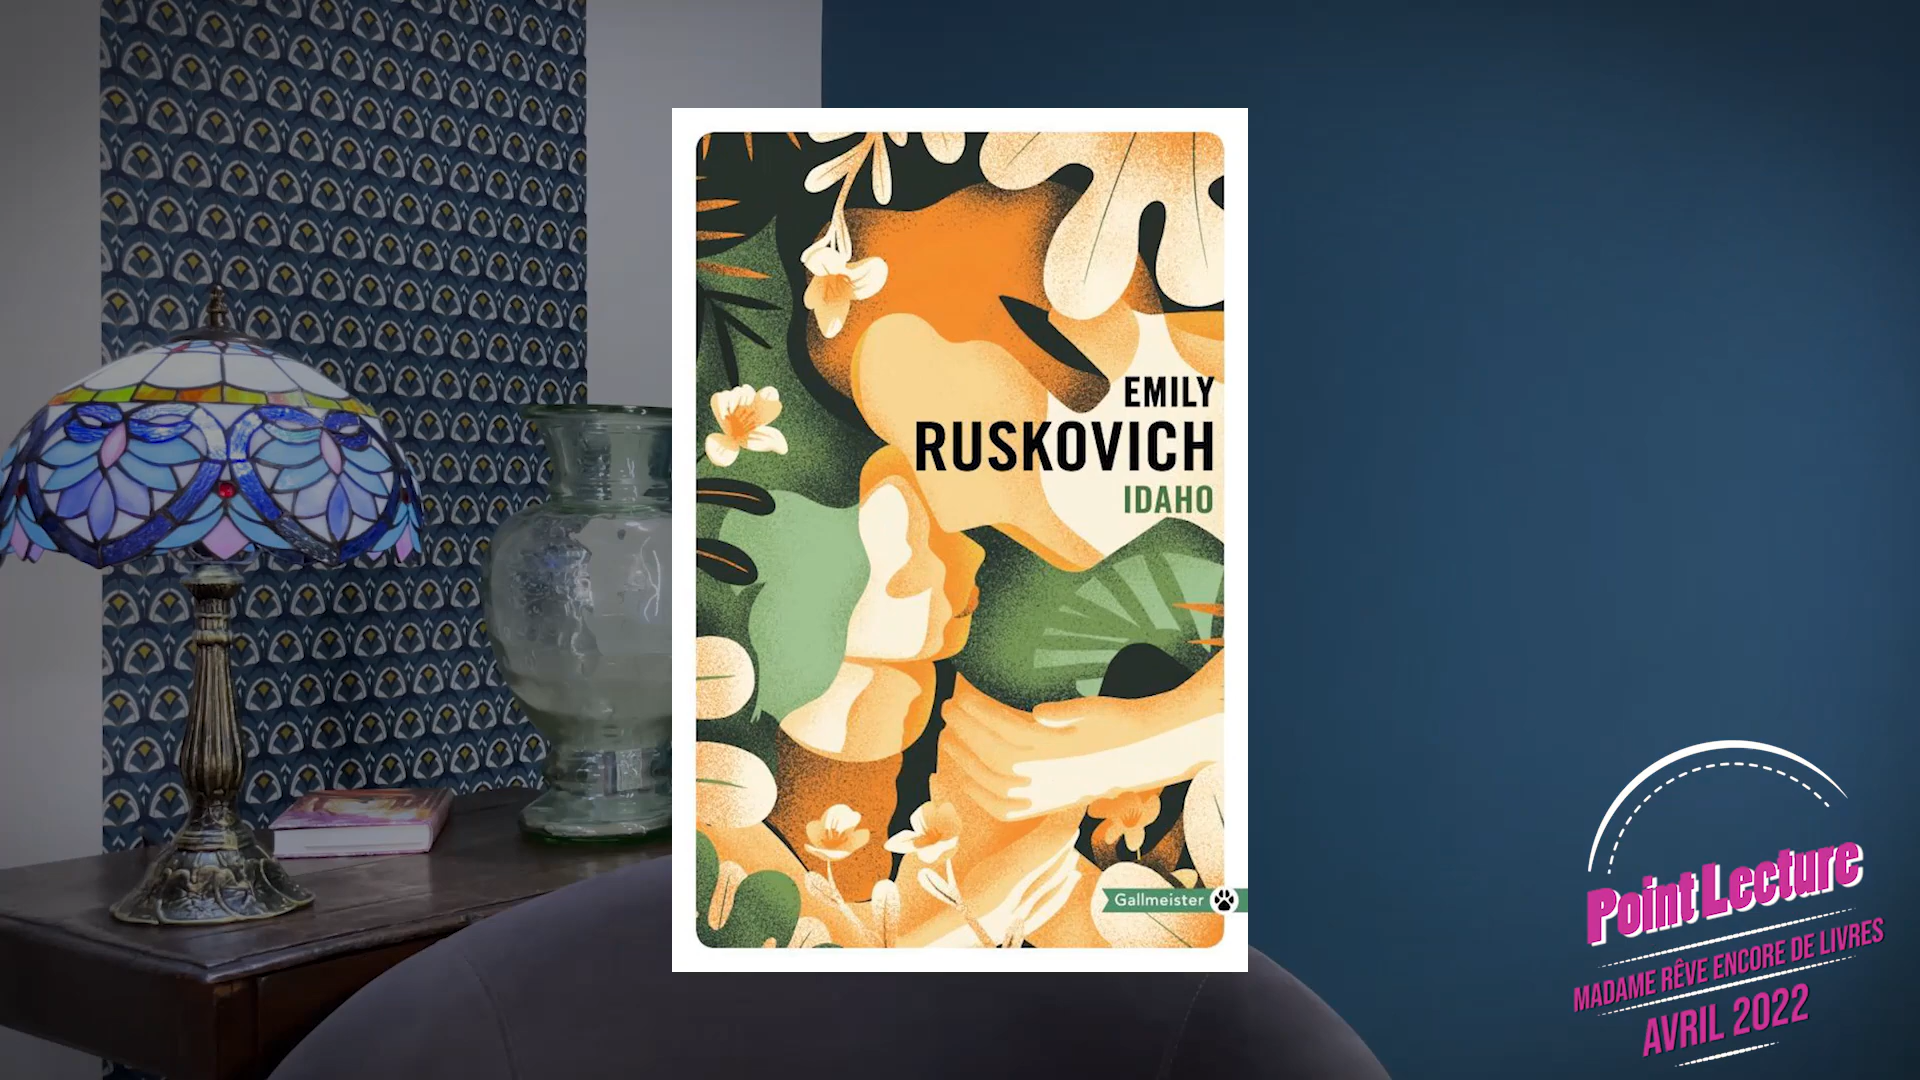 EMILY
RUSKOVICH
IDAHO
Gallmeister
Point Lecture
MADAME RÊVE ENCORE DE LIVRES
AVRIL 2022